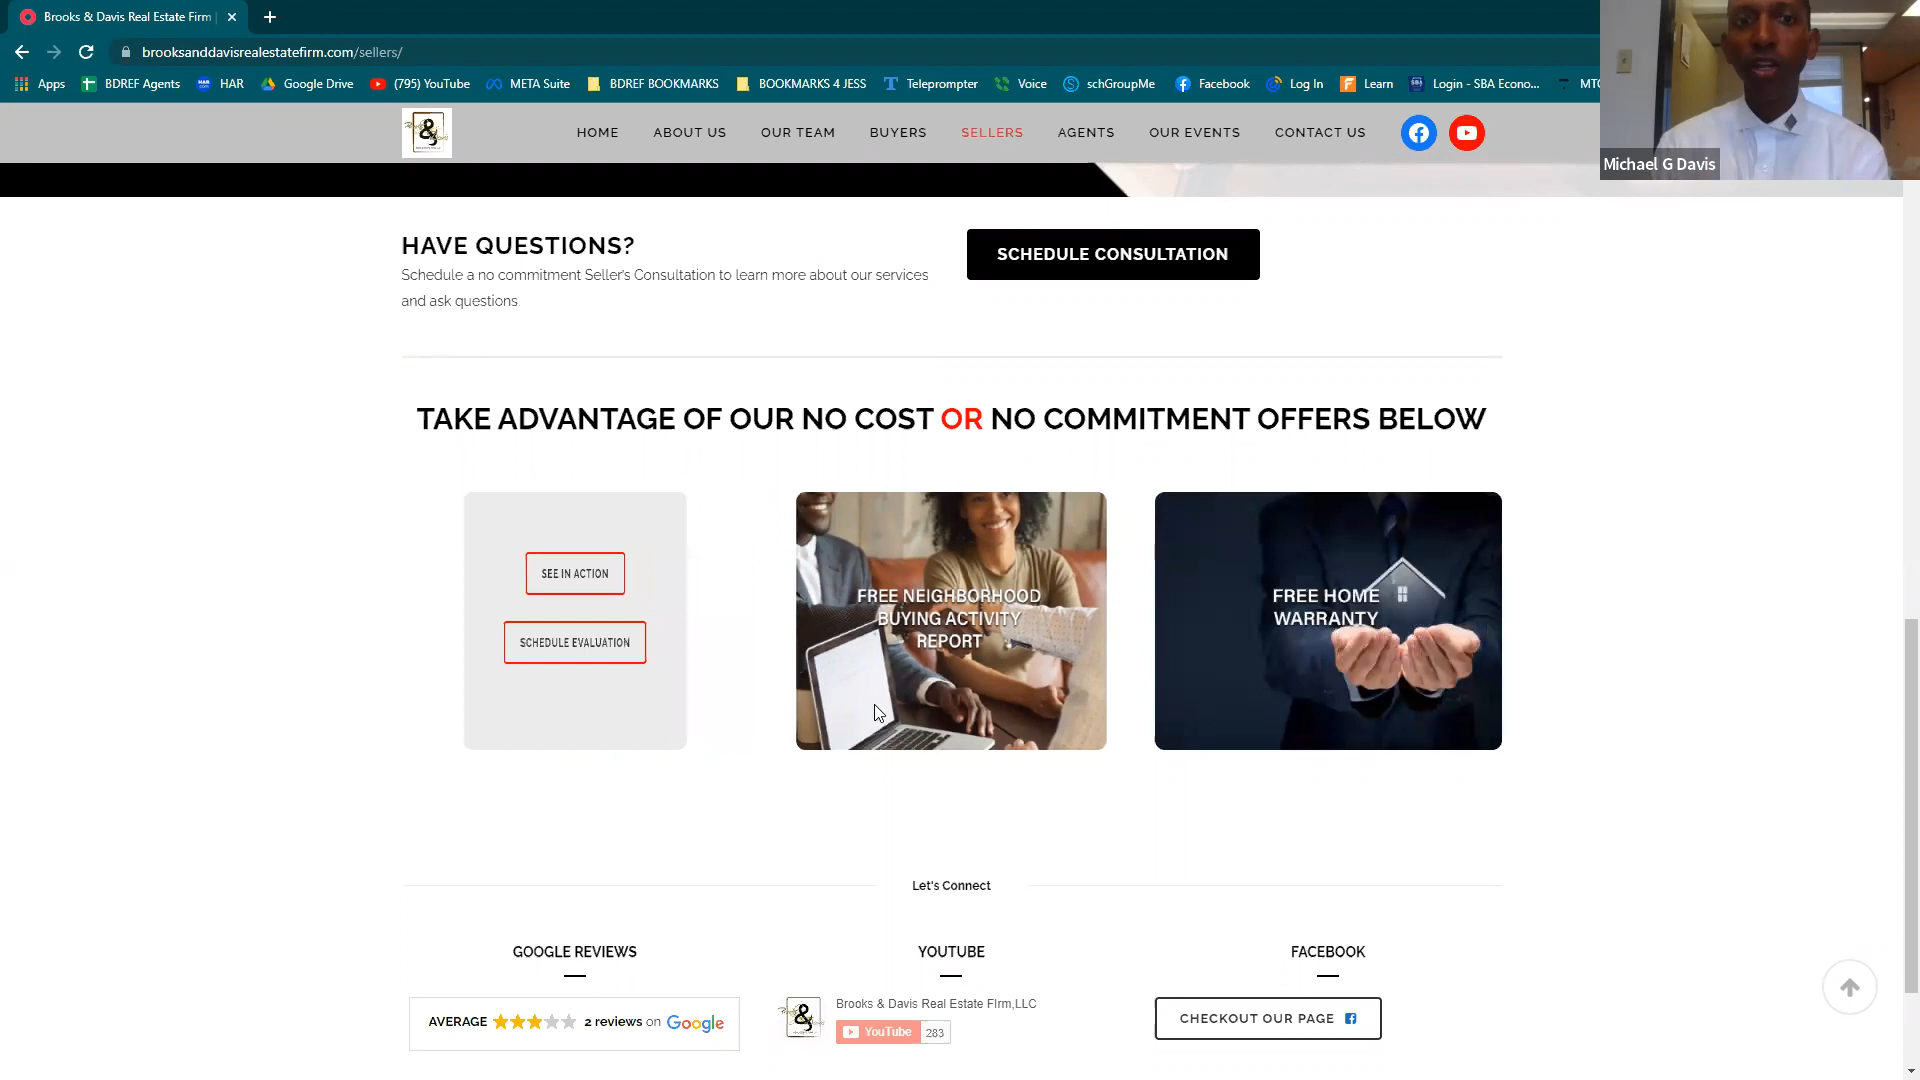 Brooks & Davis Real Estate Firm |
brooksanddavisrealestatefirm.com/sellers/
Apps BDREF Agents HAR Google Drive (795) YouTube META Suite BDREF BOOKMARKS BOOKMARKS 4 JESS Teleprompter Voice schGroupMe Facebook Log In Learn Login - SBA Econo...
HOME ABOUT US OUR TEAM BUYERS SELLERS AGENTS OUR EVENTS CONTACT US
Michael G Davis
HAVE QUESTIONS?
Schedule a no commitment Seller's Consultation to learn more about our services
and ask questions.
SCHEDULE CONSULTATION
TAKE ADVANTAGE OF OUR NO COST OR NO COMMITMENT OFFERS BELOW
SEE IN ACTION
SCHEDULE EVALUATION
FREE NEIGHBORHOOD
BUYING ACTIVITY
REPORT
FREE HOME
WARRANTY
Let's Connect
GOOGLE REVIEWS
AVERAGE 2 reviews on Google
YOUTUBE
Brooks & Davis Real Estate FIrm,LLC
YouTube 283
FACEBOOK
CHECKOUT OUR PAGE